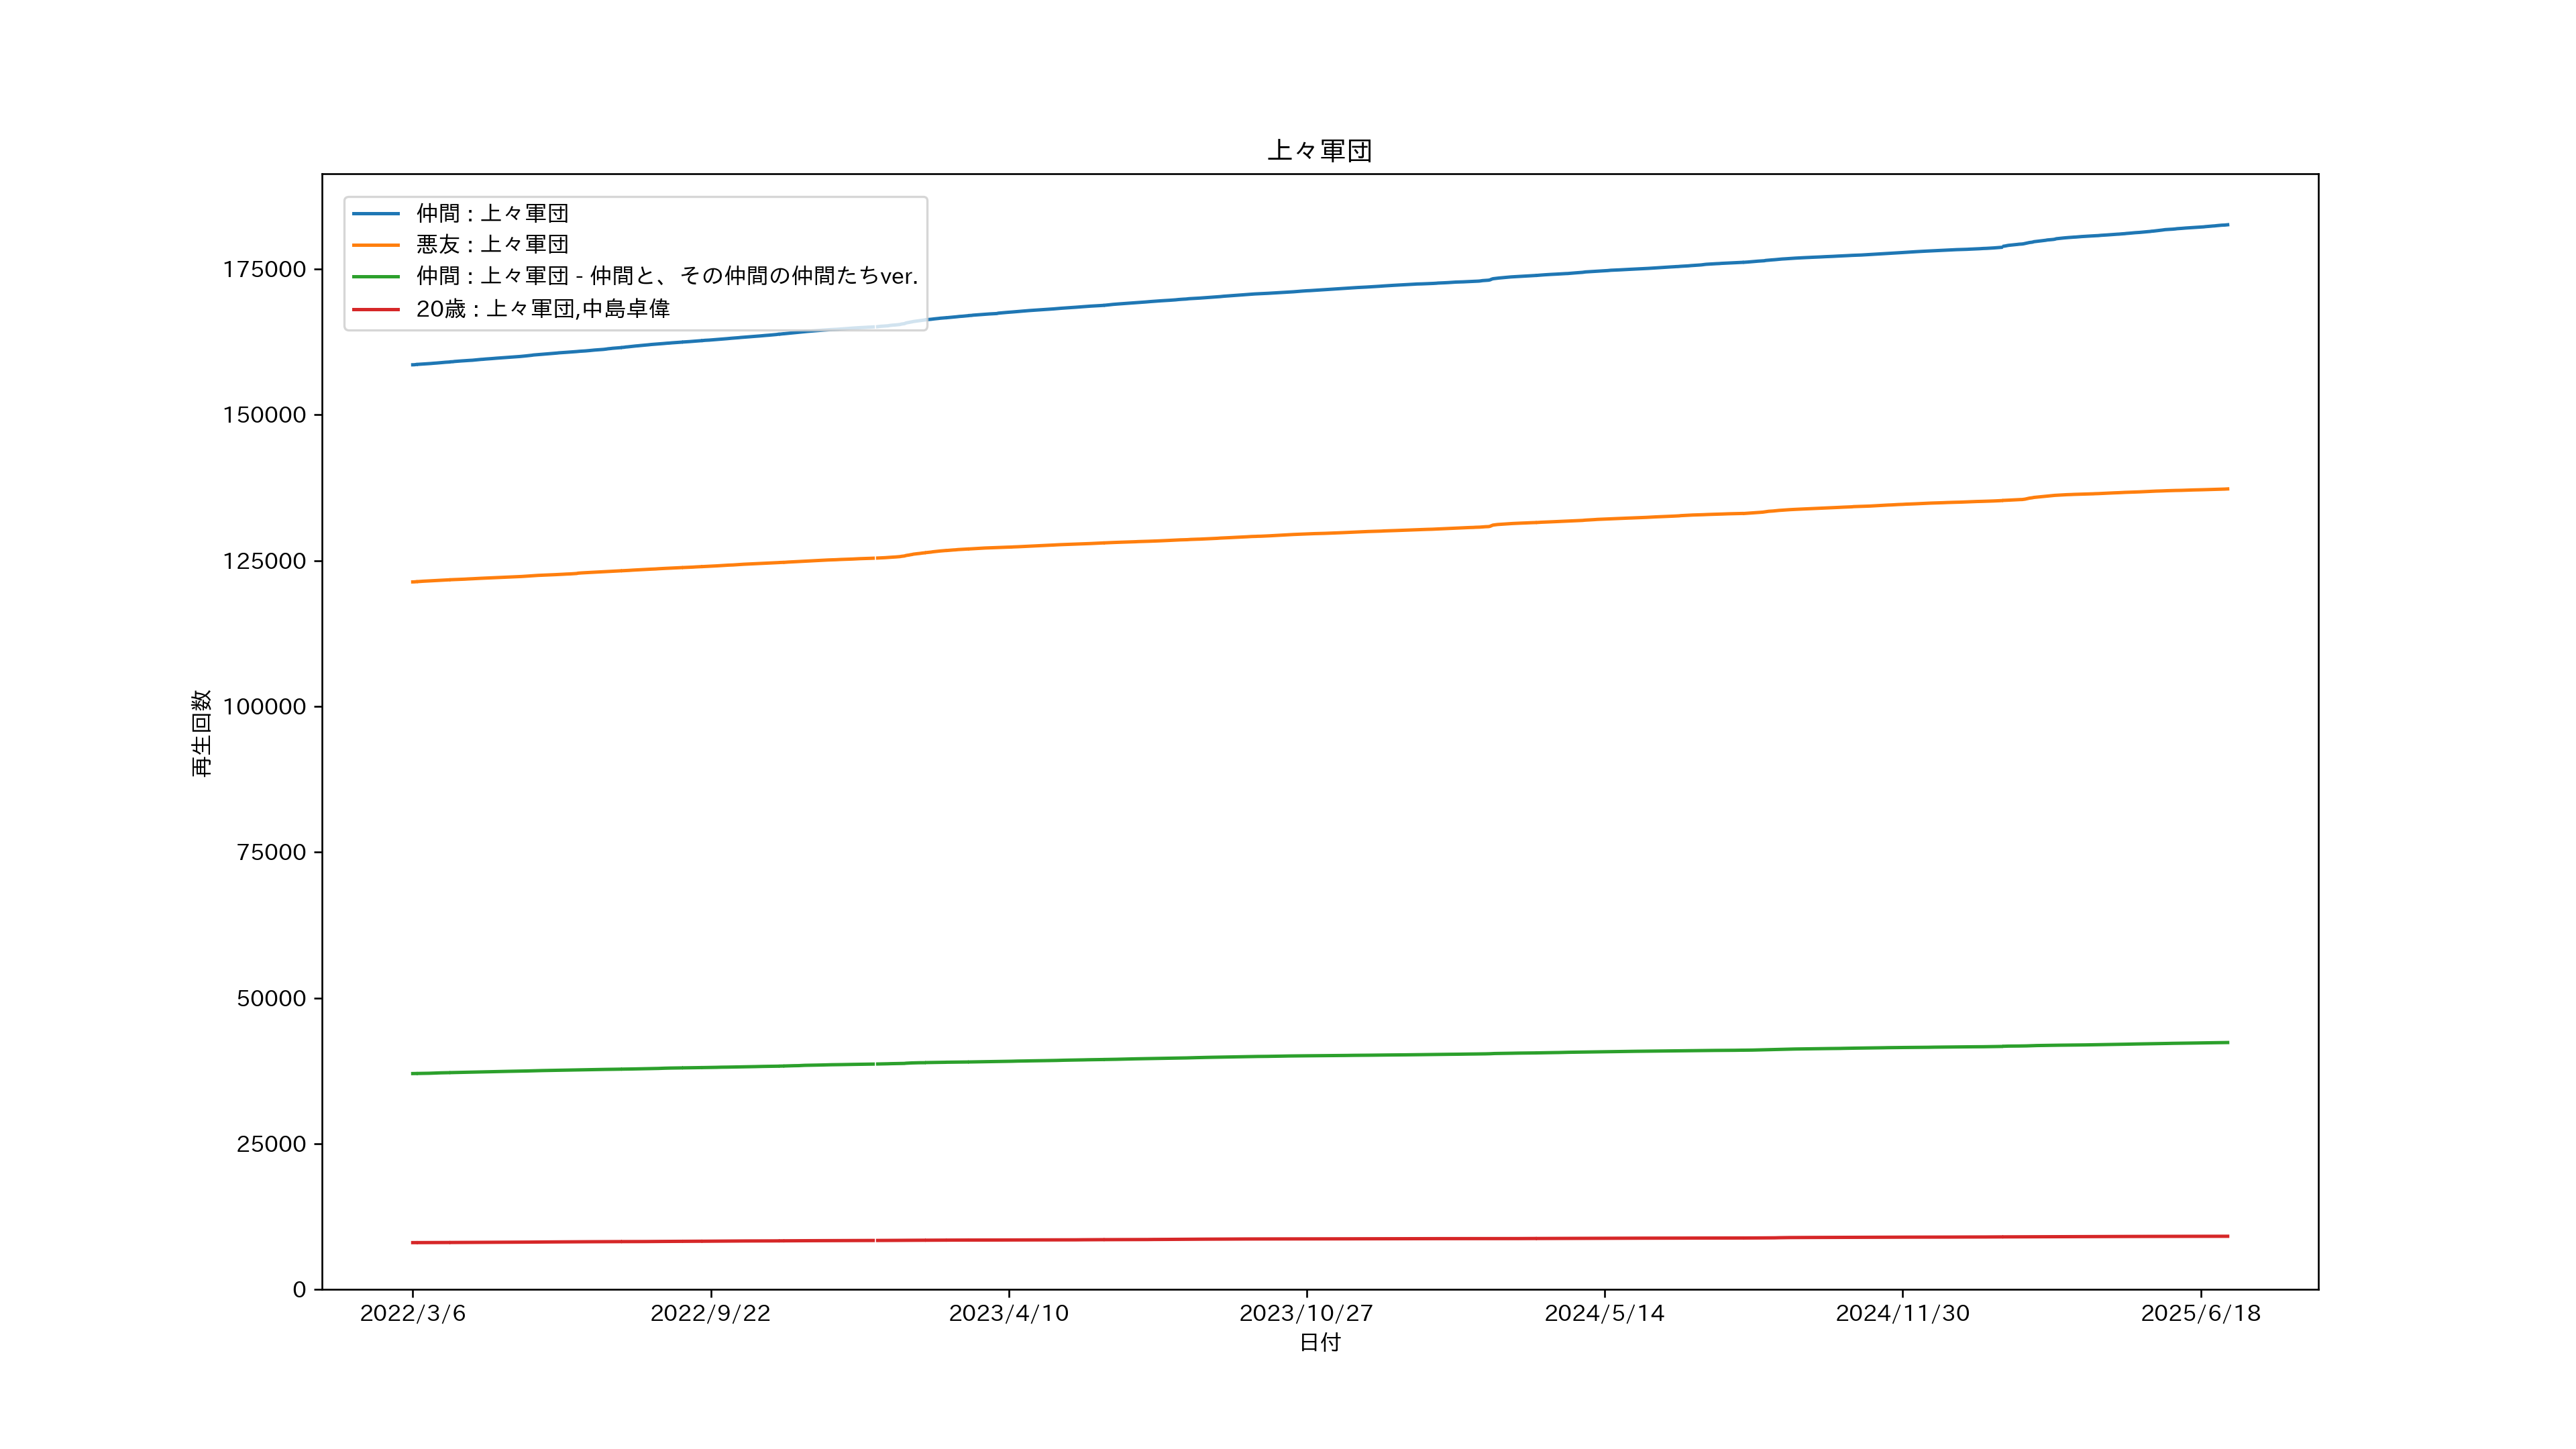 上々軍団
仲間 : 上々軍団
悪友 : 上々軍団
仲間 : 上々軍団 - 仲間と、その仲間の仲間たちver.
20歳 : 上々軍団,中島卓偉
175000
150000
125000
100000
75000
50000
25000
0
再生回数
2022/3/6
2022/9/22
2023/4/10
2023/10/27
2024/5/14
2024/11/30
2025/6/18
日付